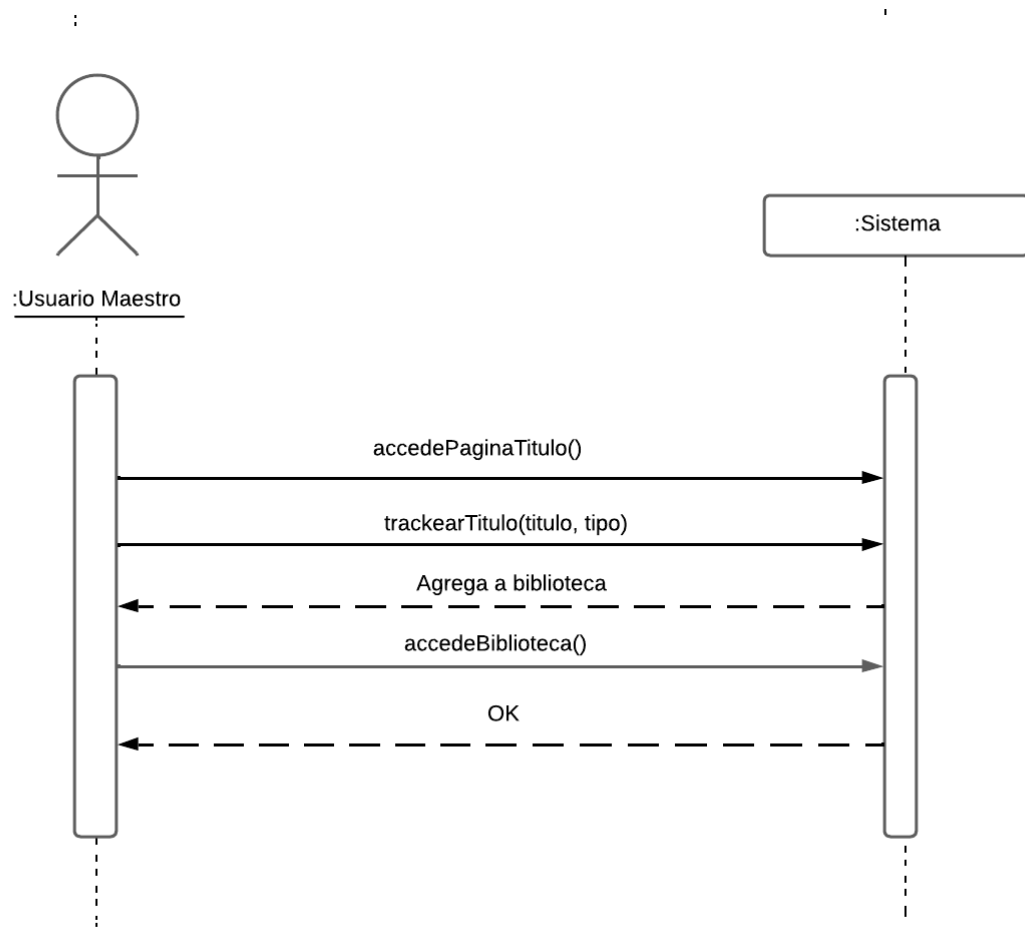 :Sistema
:Usuario Maestro
accedePaginaTitulo()
trackearTitulo(titulo, tipo)
Agrega a biblioteca
accedeBiblioteca()
OK